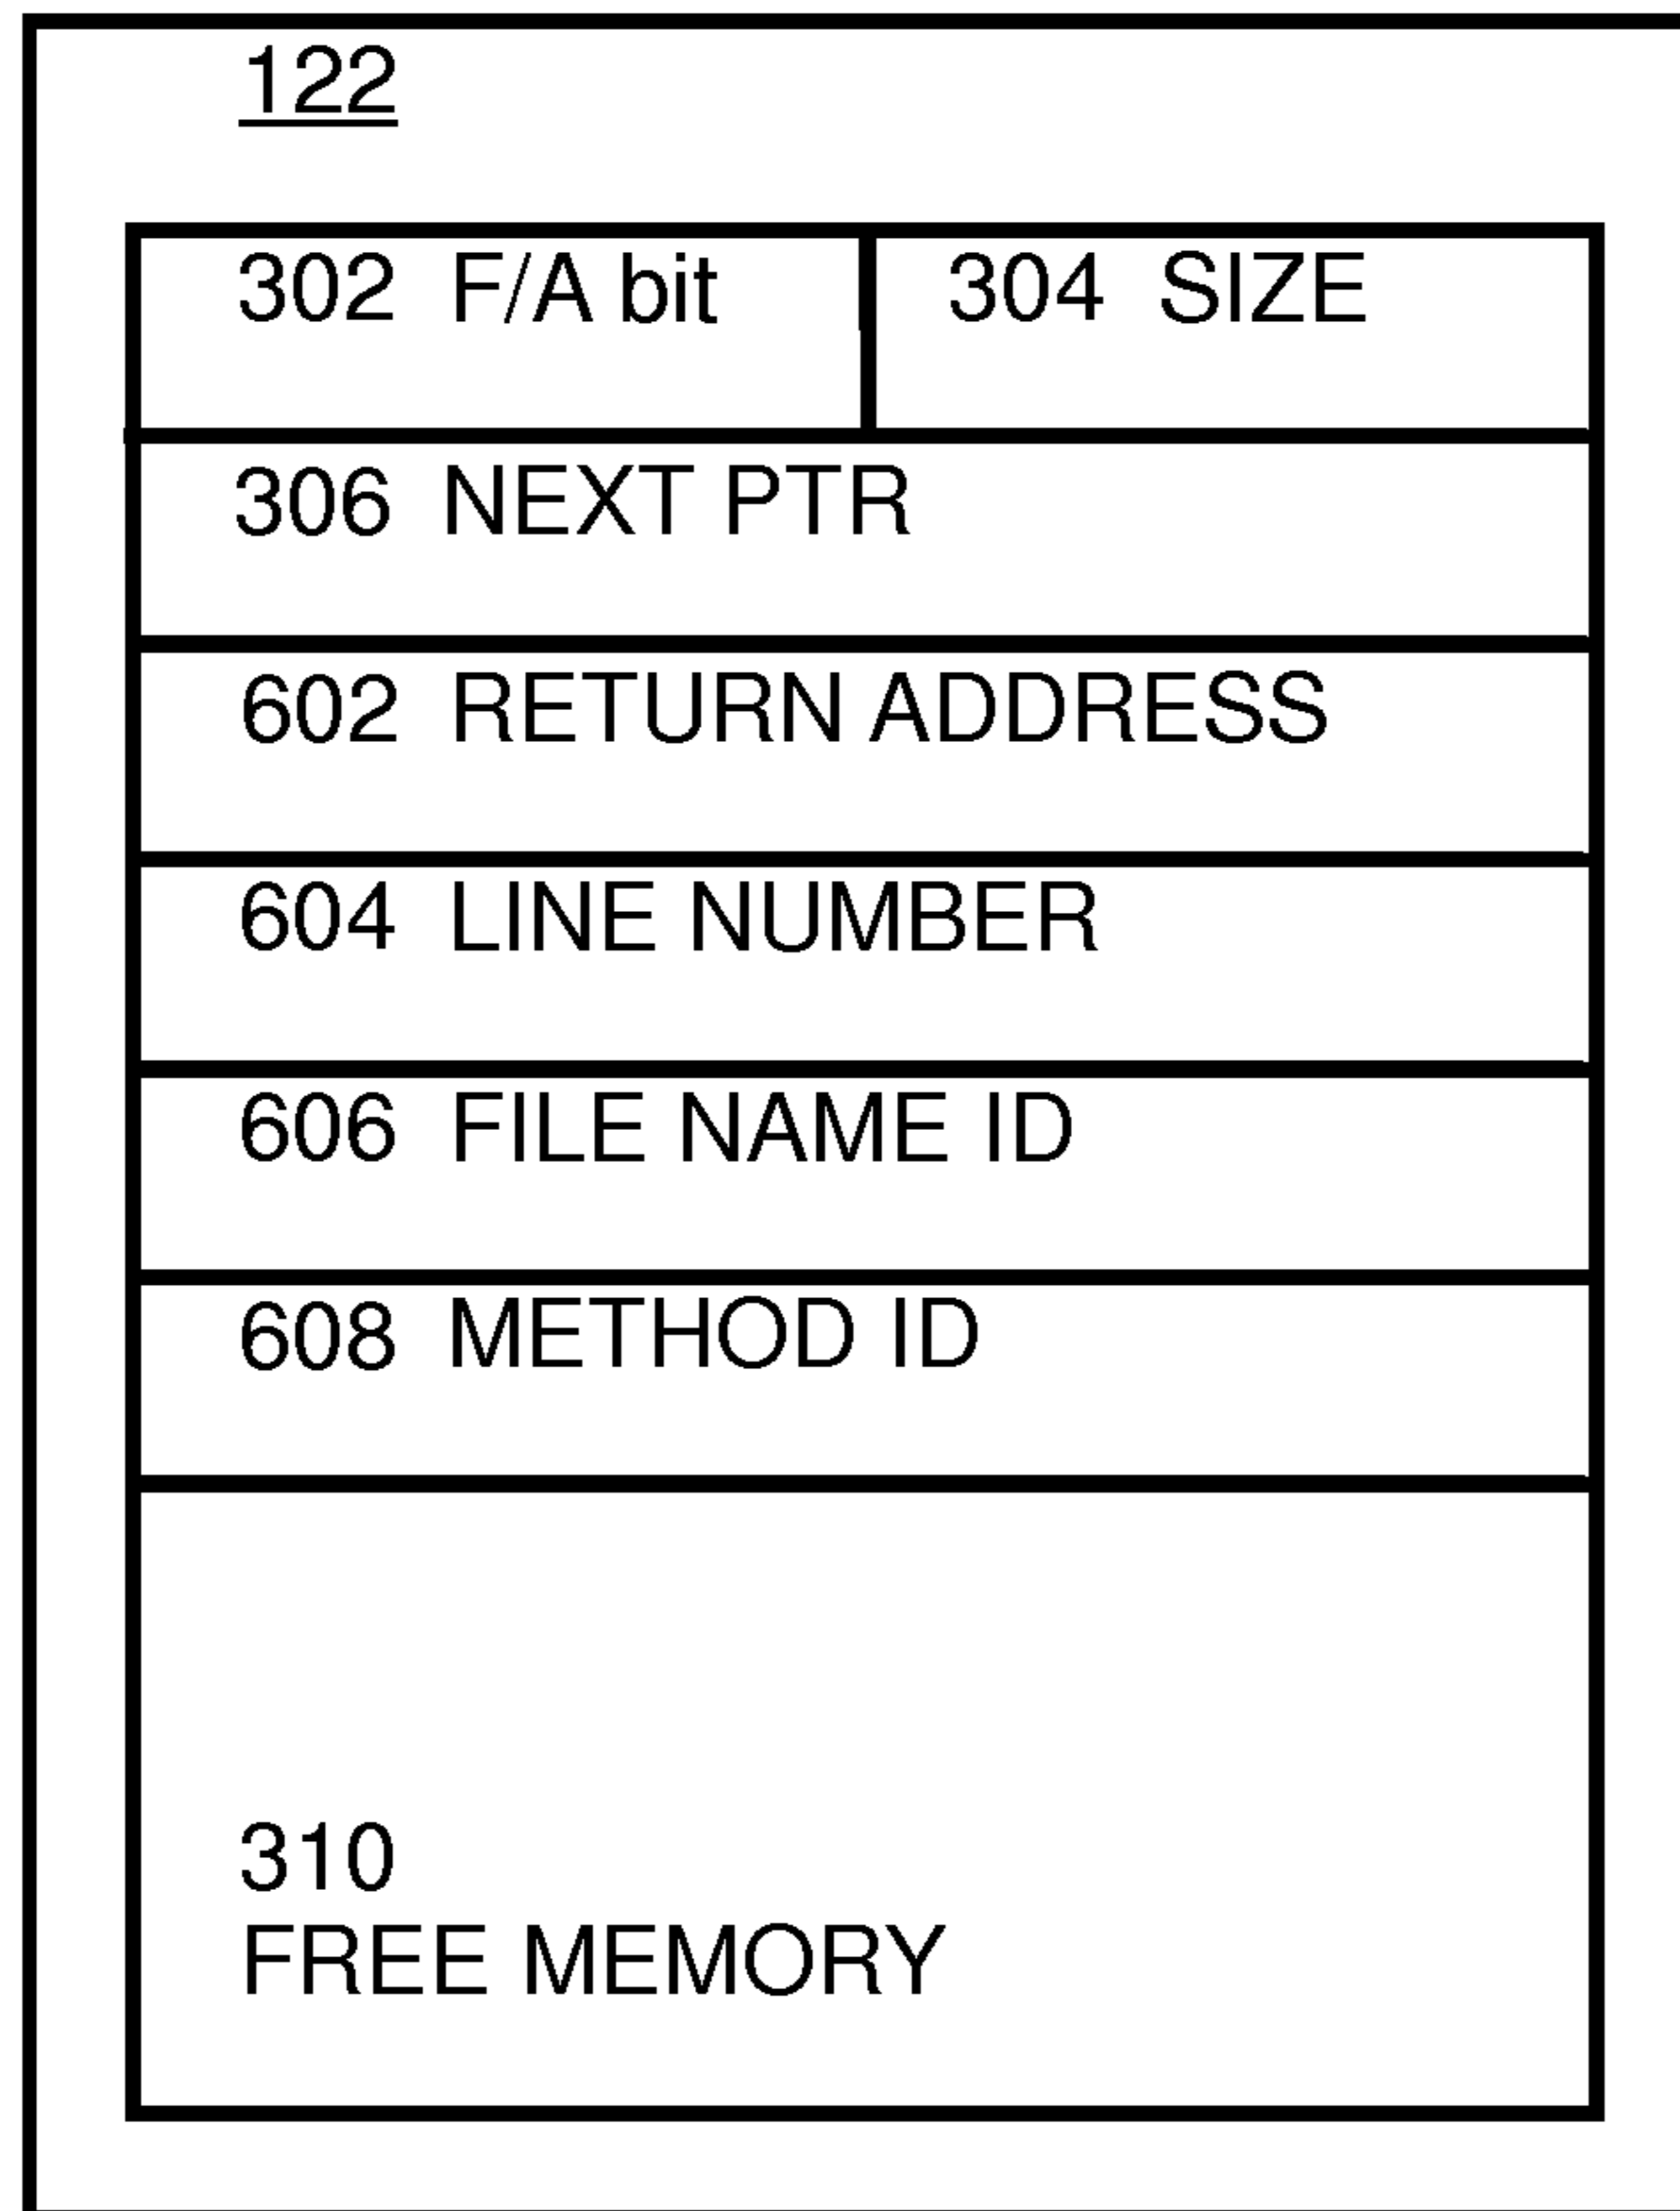 122
302 F/A bit
304 SIZE
306 NEXT PTR
602 RETURN ADDRESS
604 LINE NUMBER
606 FILE NAME ID
608 METHOD ID
310
FREE MEMORY